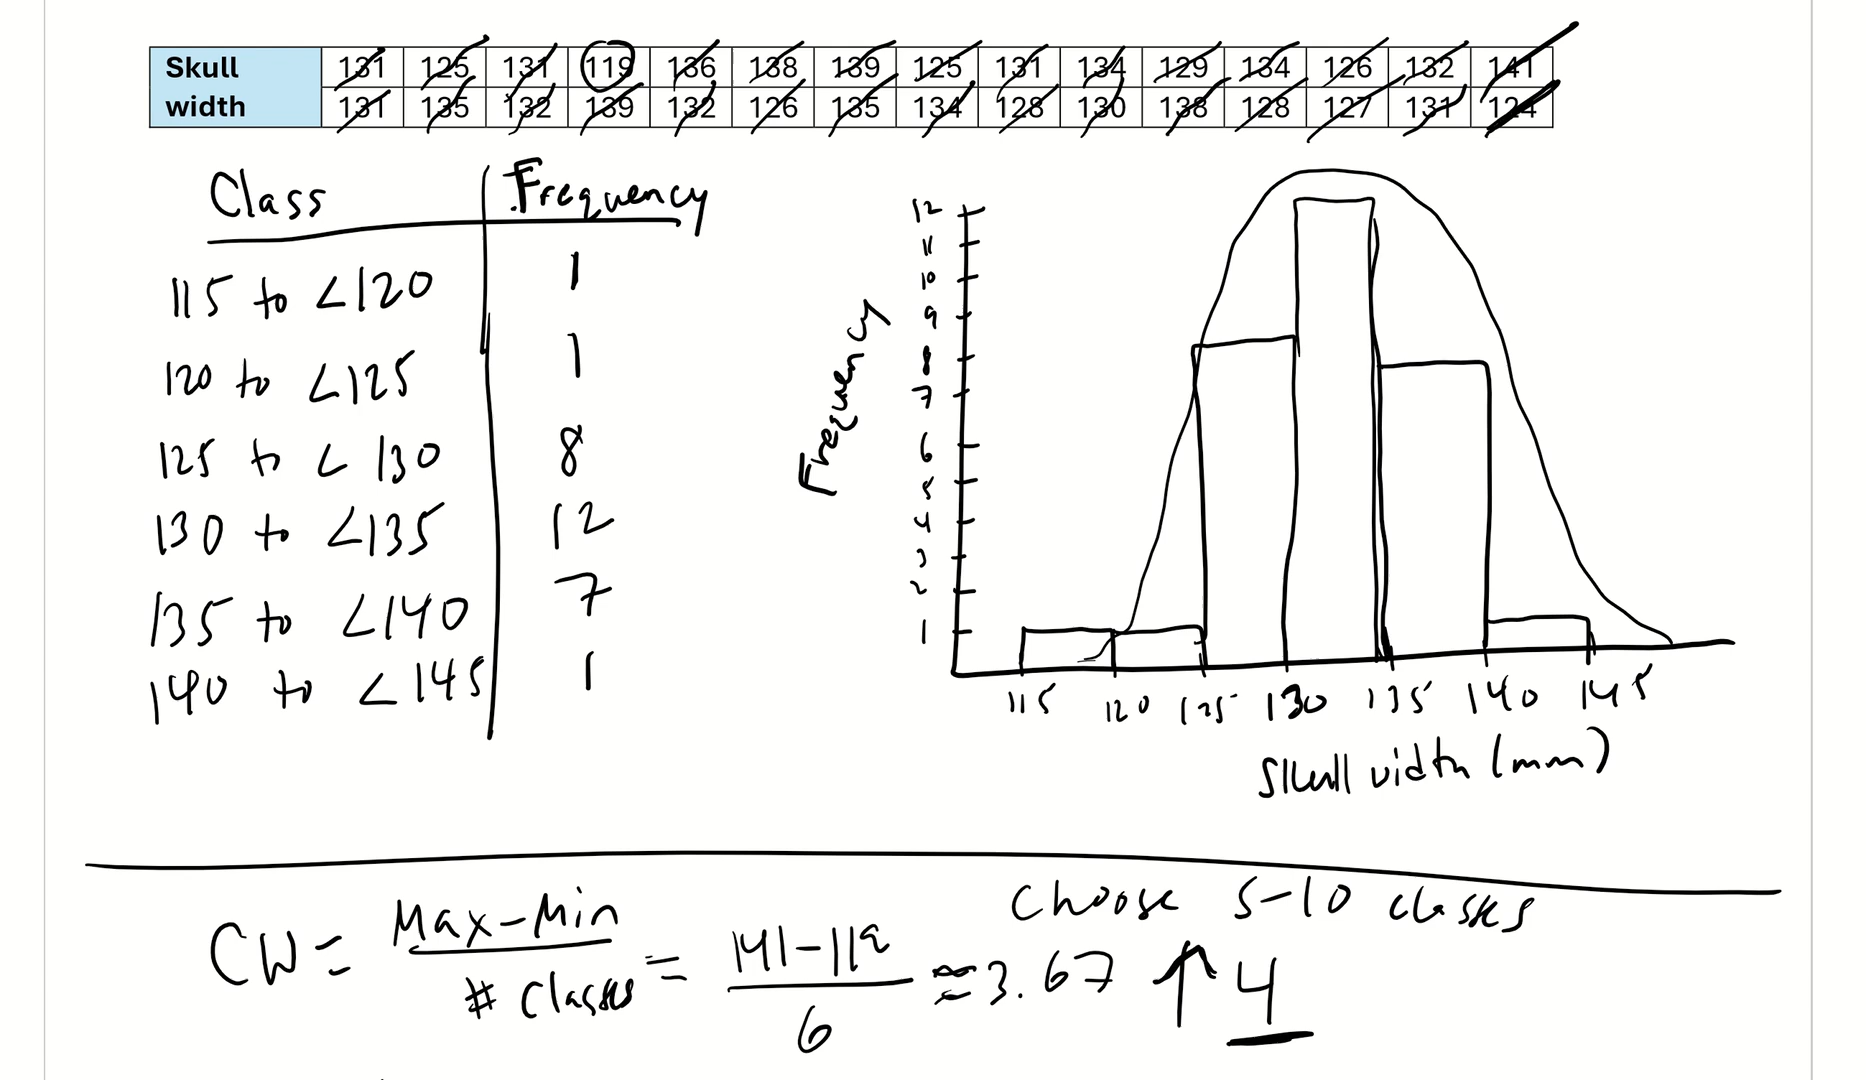 Skull width 131 125 131 119 136 138 139 125 131 134 129 134 126 132 141
131 135 132 139 132 126 135 134 128 130 138 128 127 131 124
Class Frequency
115 to <120 1
120 to <125 1
125 to <130 8
130 to <135 12
135 to <140 7
140 to <145 1
Frequency
12
11
10
9
8
7
6
5
4
3
2
1
115 120 125 130 135 140 145
Skull width (mm)
Choose 5-10 classes
CW = Max-Min / # Classes = 141-119 / 6 ≈ 3.67 ↑ 4